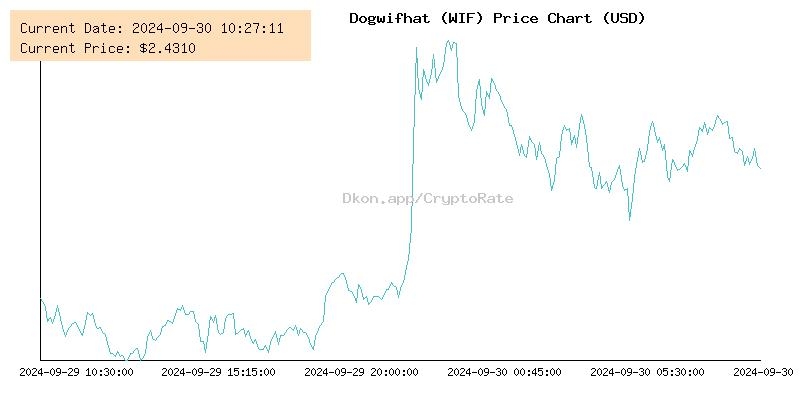 Dogwifhat (WIF) Price Chart (USD)
Current Date: 2024-09-30 10:27:11
Current Price: $2.4310
Dkon.app/CryptoRate
2024-09-29 10:30:00 2024-09-29 15:15:00 2024-09-29 20:00:00 2024-09-30 00:45:00 2024-09-30 05:30:00 2024-09-30